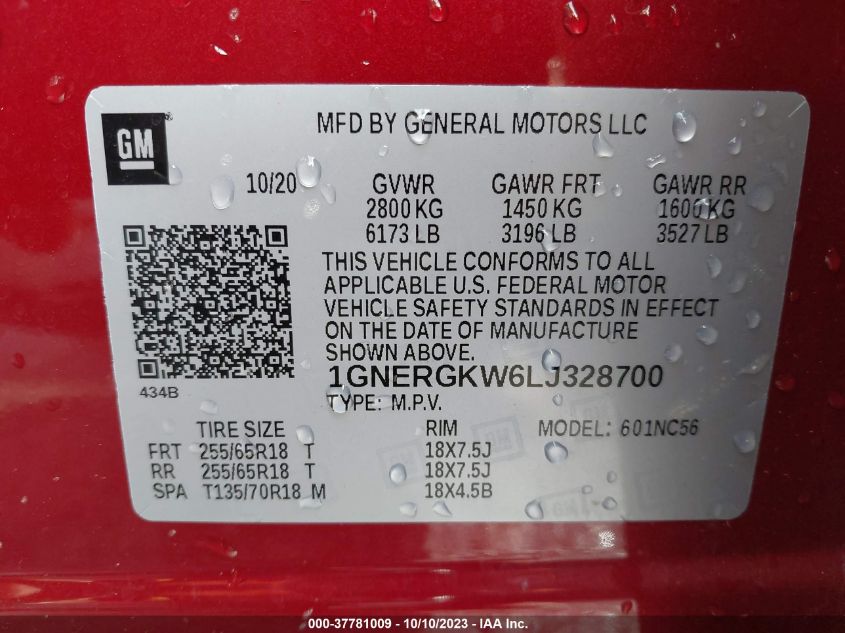 GM
MFD BY GENERAL MOTORS LLC
10/20 GVWR GAWR FRT GAWR RR
2800 KG 1450 KG 1600 KG
6173 LB 3196 LB 3527 LB
THIS VEHICLE CONFORMS TO ALL
APPLICABLE U.S. FEDERAL MOTOR
VEHICLE SAFETY STANDARDS IN EFFECT
ON THE DATE OF MANUFACTURE
SHOWN ABOVE.
434B
1GNERGKW6LJ328700
TYPE: M.P.V.
TIRE SIZE RIM MODEL: 601NC56
FRT 255/65R18 T 18X7.5J
RR 255/65R18 T 18X7.5J
SPA T135/70R18 M 18X4.5B
000-37781009 - 10/10/2023 - IAA Inc.